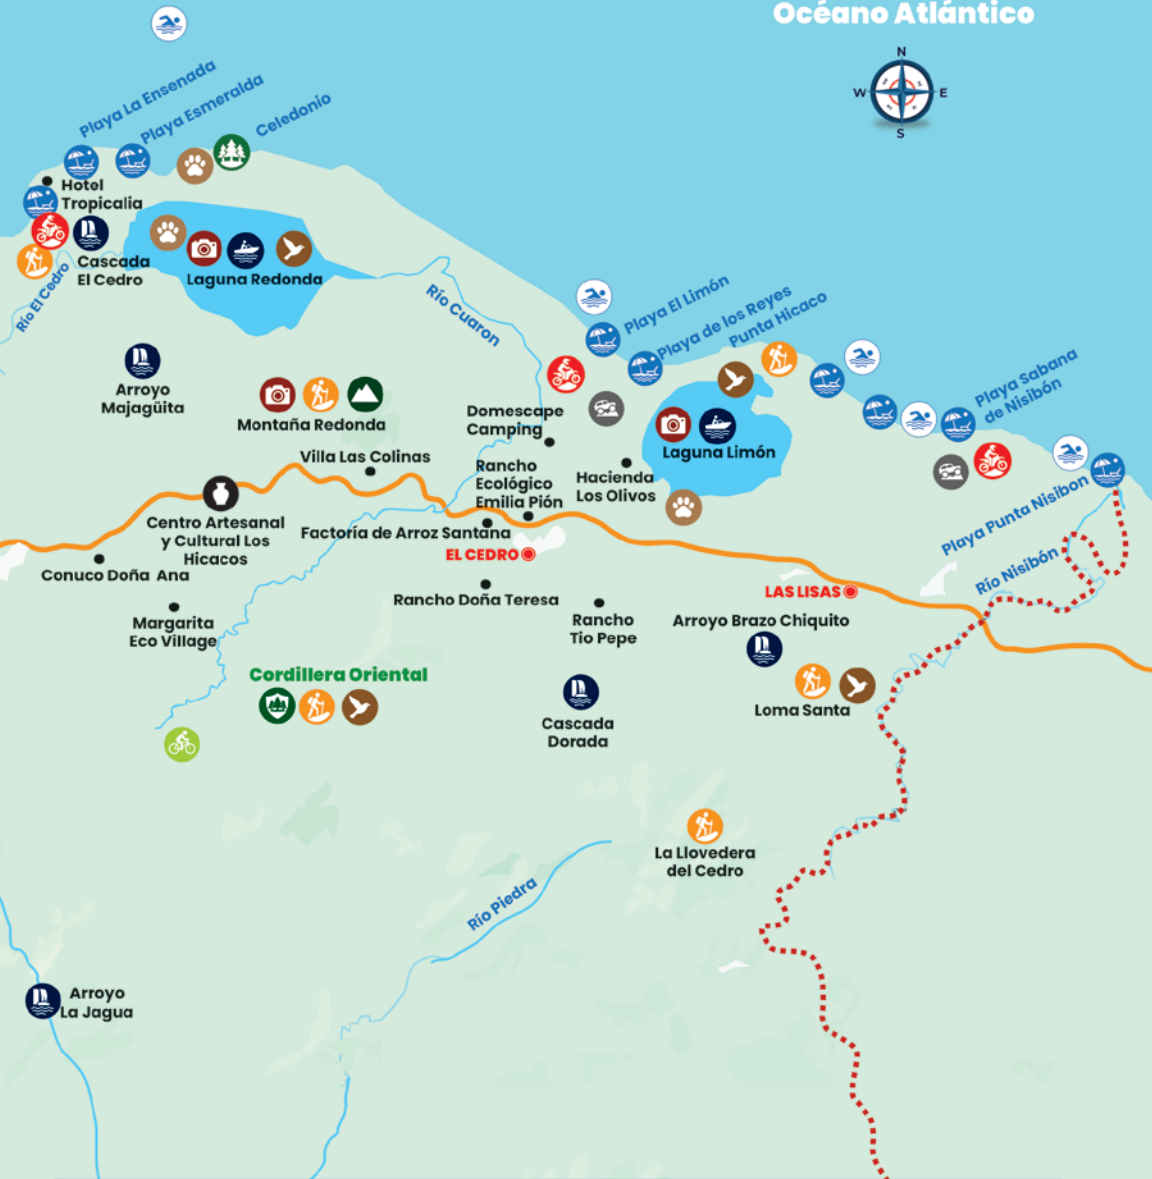 Océano Atlántico
N
W
E
S
Playa La Ensenada
Playa Esmeralda
Celedonio
Hotel
Tropicalia
Cascada
El Cedro
Río El Cedro
Laguna Redonda
Río Cuaron
Playa El Limón
Playa de los Reyes
Punta Hicaco
Playa Sabana
de Nisibón
Arroyo
Majagüita
Montaña Redonda
Domescape
Camping
Laguna Limón
Villa Las Colinas
Rancho
Ecológico
Emilia Pión
Hacienda
Los Olivos
Playa Punta Nisibon
Centro Artesanal
y Cultural Los
Hicacos
Factoría de Arroz Santana
EL CEDRO
Río Nisibón
Conuco Doña Ana
Rancho Doña Teresa
LAS LISAS
Margarita
Eco Village
Rancho
Tio Pepe
Arroyo Brazo Chiquito
Cordillera Oriental
Loma Santa
Cascada
Dorada
La Llovedera
del Cedro
Río Piedra
Arroyo
La Jagua